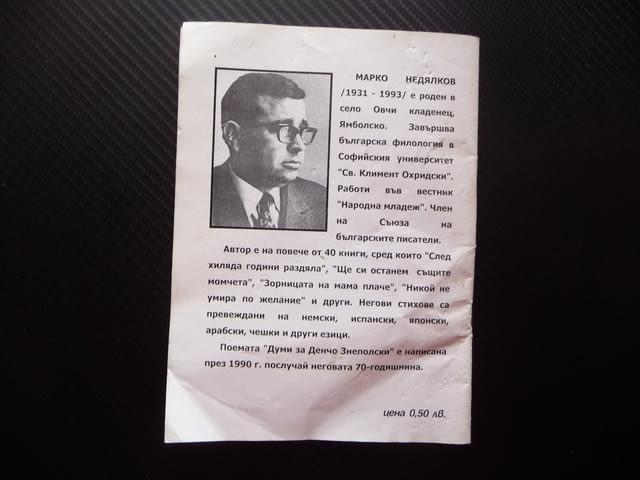 МАРКО НЕДЯЛКОВ
/1931 - 1993/ е роден в
село Овчи кладенец,
Ямболско. Завършва
българска филология в
Софийския университет
"Св. Климент Охридски".
Работи във вестник
"Народна младеж". Член
на Съюза на
българските писатели.
Автор е на повече от 40 книги, сред които "След
хиляда години раздяла", "Ще си останем същите
момчета", "Зорницата на мама плаче", "Никой не
умира по желание" и други. Негови стихове са
превеждани на немски, испански, японски,
арабски, чешки и други езици.
Поемата "Думи за Денчо Знеполски" е написана
през 1990 г. послучай неговата 70-годишнина.
цена 0,50 лв.